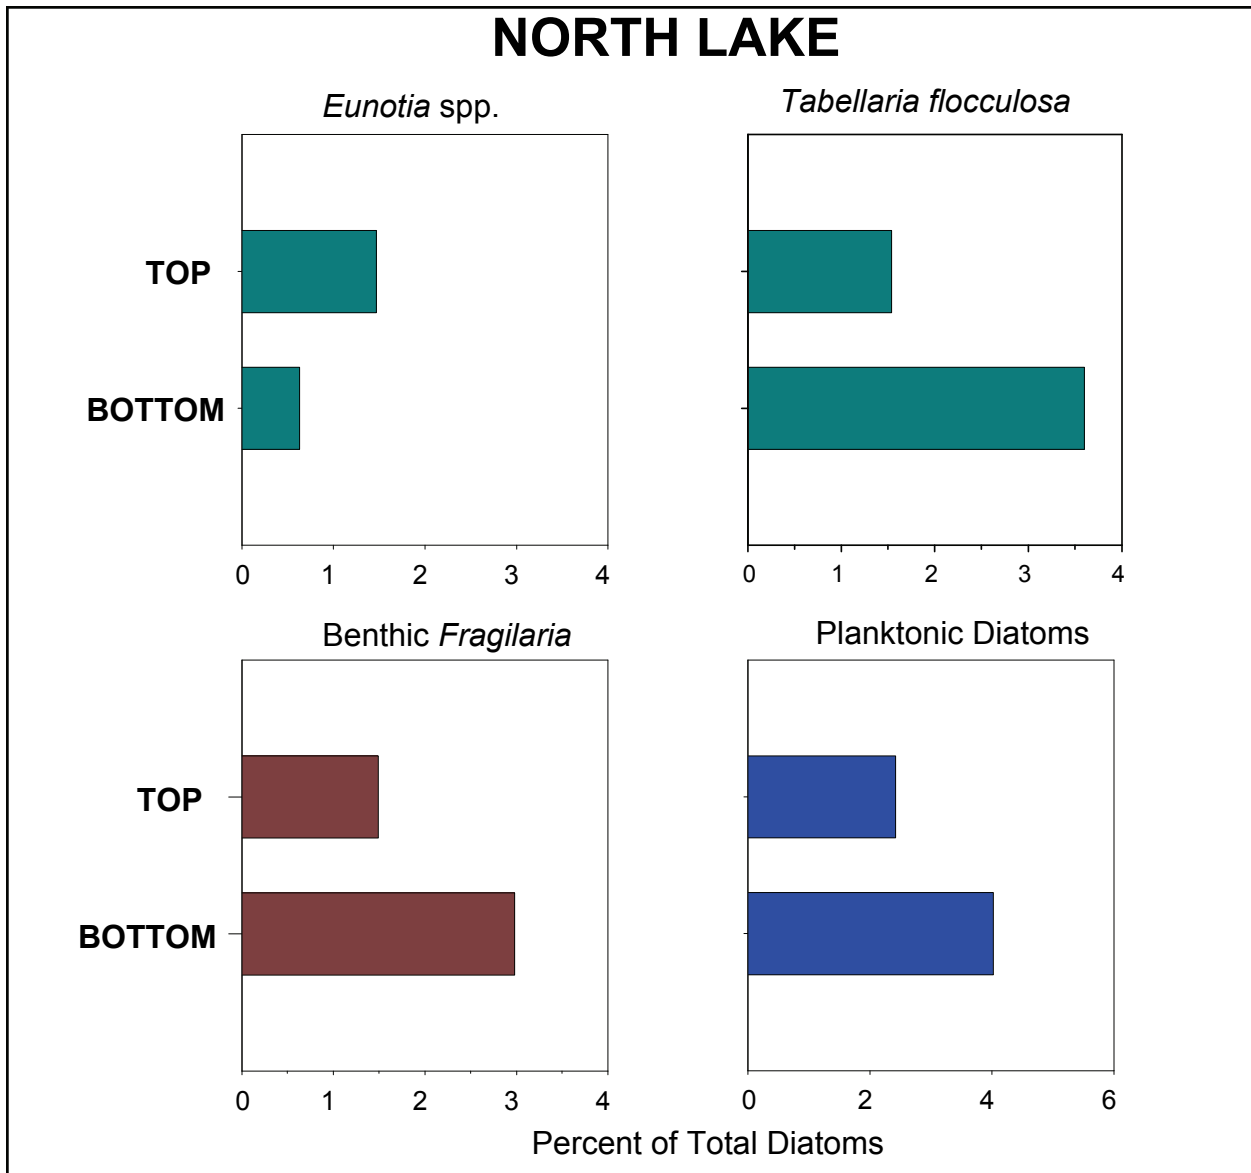 NORTH LAKE
Eunotia spp.
Tabellaria flocculosa
TOP
BOTTOM
0 1 2 3 4
0 1 2 3 4
Benthic Fragilaria
Planktonic Diatoms
TOP
BOTTOM
0 1 2 3 4
0 2 4 6
Percent of Total Diatoms